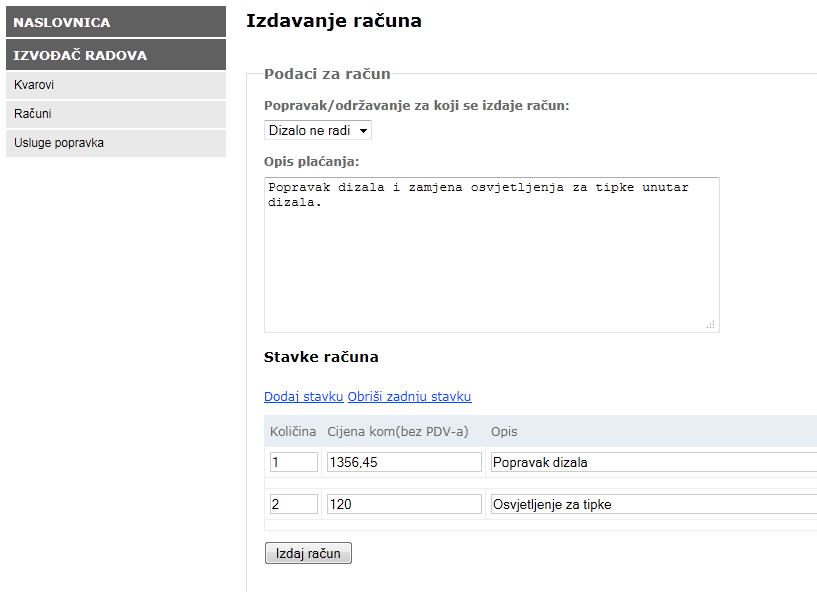 NASLOVNICA
IZVOĐAČ RADOVA
Kvarovi
Računi
Usluge popravka
Izdavanje računa
Podaci za račun
Popravak/održavanje za koji se izdaje račun:
Dizalo ne radi
Opis plaćanja:
Popravak dizala i zamjena osvjetljenja za tipke unutar
dizala.
Stavke računa
Dodaj stavku Obriši zadnju stavku
Količina Cijena kom(bez PDV-a) Opis
1 1356,45 Popravak dizala
2 120 Osvjetljenje za tipke
Izdaj račun